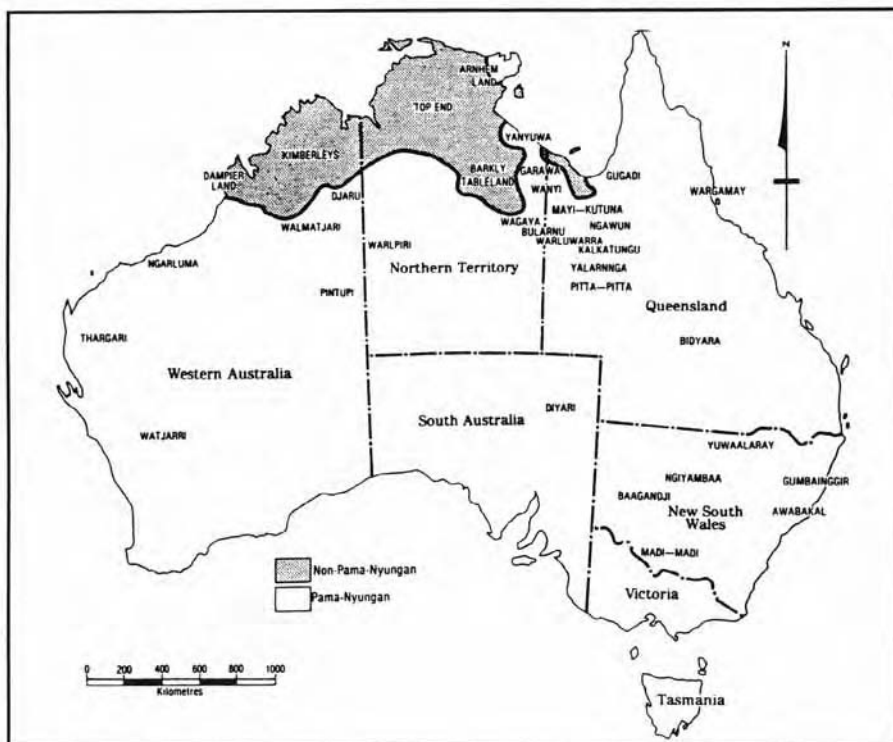 N
ARNHEM
LAND
TOP END
YANYUWA
KIMBERLEYS
BARKLY
TABLELAND
GARAWA
WANYI
GUGADI
DAMPIER
LAND
DJARU
WARGAMAY
MAYI—KUTUNA
WALMATJARI
WAGAYA
NGAWUN
BULARNU
WARLUWARRA
WARLPIRI
KALKATUNGU
NGARLUMA
Northern Territory
YALARNNGA
PINTUPI
PITTA—PITTA
Queensland
THARGARI
BIDYARA
Western Australia
DIYARI
South Australia
WATJARRI
YUWAALARAY
NGIYAMBAA
GUMBAINGGIR
BAAGANDJI
New South
Wales
AWABAKAL
MADI—MADI
Non-Pama-Nyungan
Pama-Nyungan
Victoria
0 200 400 600 800 1000
Kilometres
Tasmania